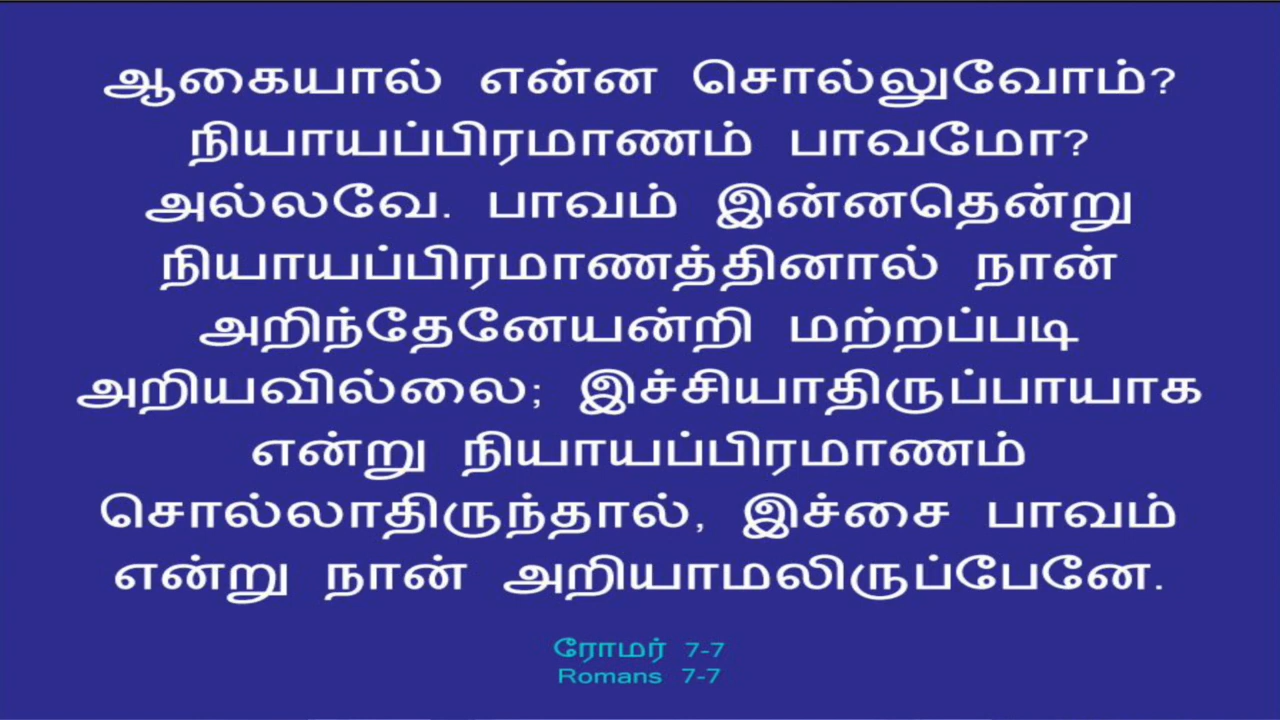 ஆகையால் என்ன சொல்லுவோம்?
நியாயப்பிரமாணம் பாவமோ?
அல்லவே. பாவம் இன்னதென்று
நியாயப்பிரமாணத்தினால் நான்
அறிந்தேனேயன்றி மற்றப்படி
அறியவில்லை; இச்சியாதிருப்பாயாக
என்று நியாயப்பிரமாணம்
சொல்லாதிருந்தால், இச்சை பாவம்
என்று நான் அறியாமலிருப்பேனே.
ரோமர் 7-7
Romans 7-7